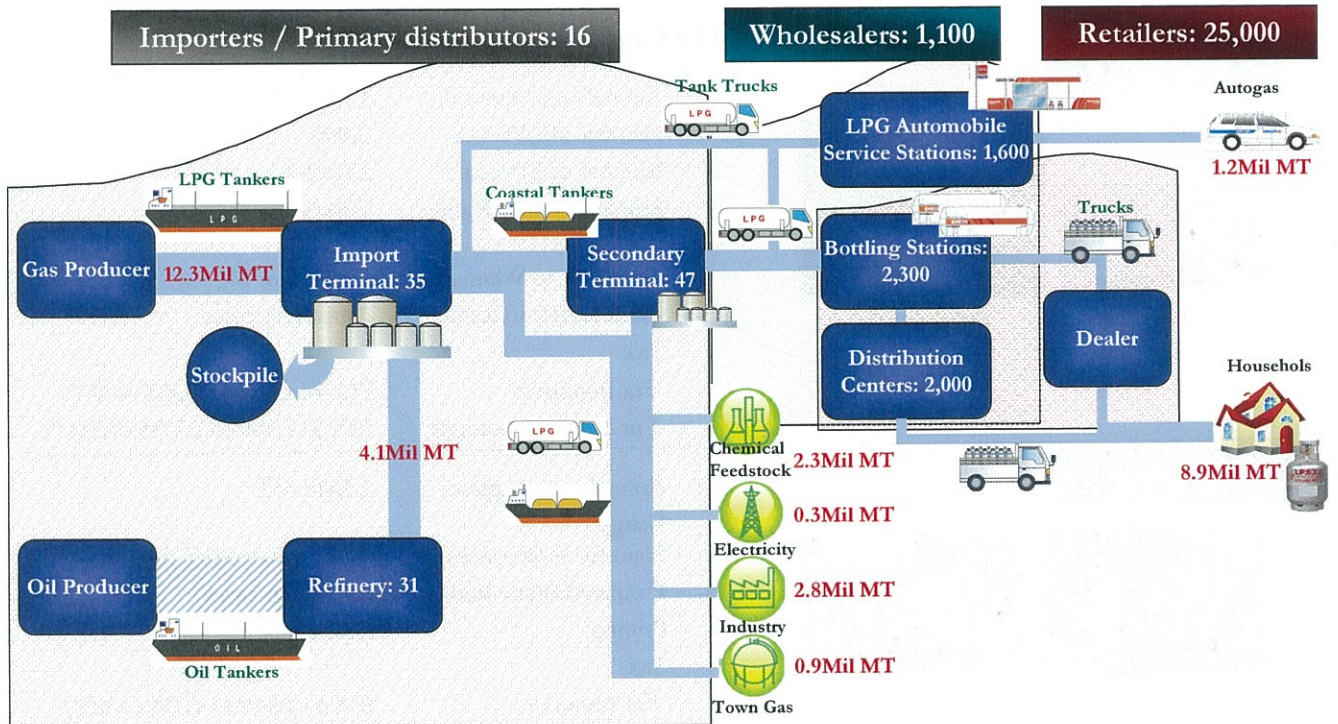 Importers / Primary distributors: 16
Wholesalers: 1,100
Retailers: 25,000
Tank Trucks
LPG
LPG Automobile
Service Stations: 1,600
Autogas
1.2Mil MT
LPG Tankers
LPG
Coastal Tankers
LPG
Trucks
Gas Producer
12.3Mil MT
Import
Terminal: 35
Secondary
Terminal: 47
Bottling Stations:
2,300
Stockpile
Distribution
Centers: 2,000
Dealer
Househols
8.9Mil MT
4.1Mil MT
LPG
Chemical
Feedstock
2.3Mil MT
Electricity
0.3Mil MT
Oil Producer
Refinery: 31
Industry
2.8Mil MT
OIL
Oil Tankers
Town Gas
0.9Mil MT